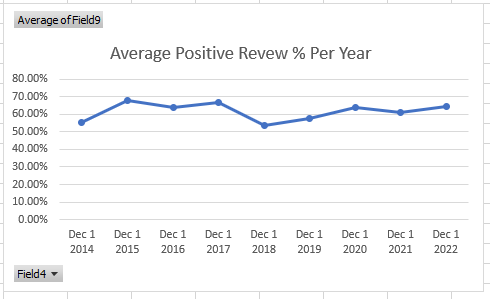 Average of Field9
Average Positive Revew % Per Year
80.00%
70.00%
60.00%
50.00%
40.00%
30.00%
20.00%
10.00%
0.00%
Dec 1 Dec 1 Dec 1 Dec 1 Dec 1 Dec 1 Dec 1 Dec 1 Dec 1
2014 2015 2016 2017 2018 2019 2020 2021 2022
Field4